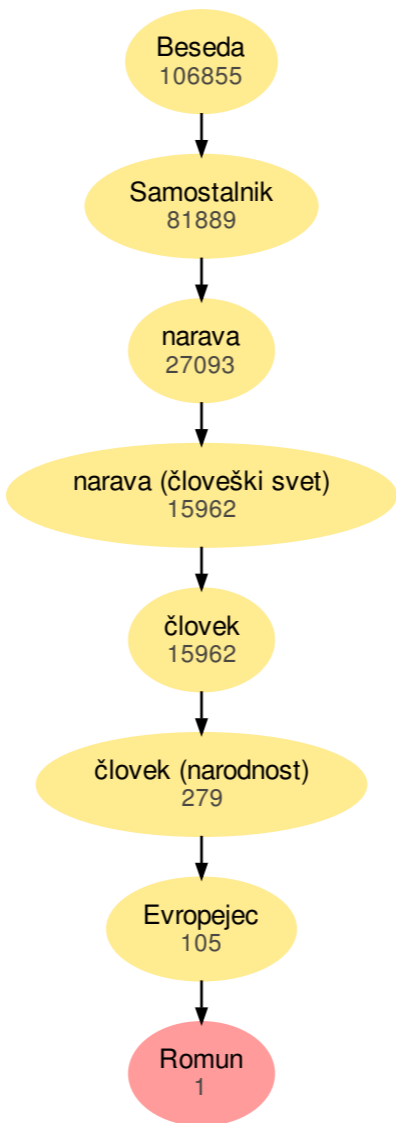 Beseda
106855
Samostalnik
81889
narava
27093
narava (človeški svet)
15962
človek
15962
človek (narodnost)
279
Evropejec
105
Romun
1